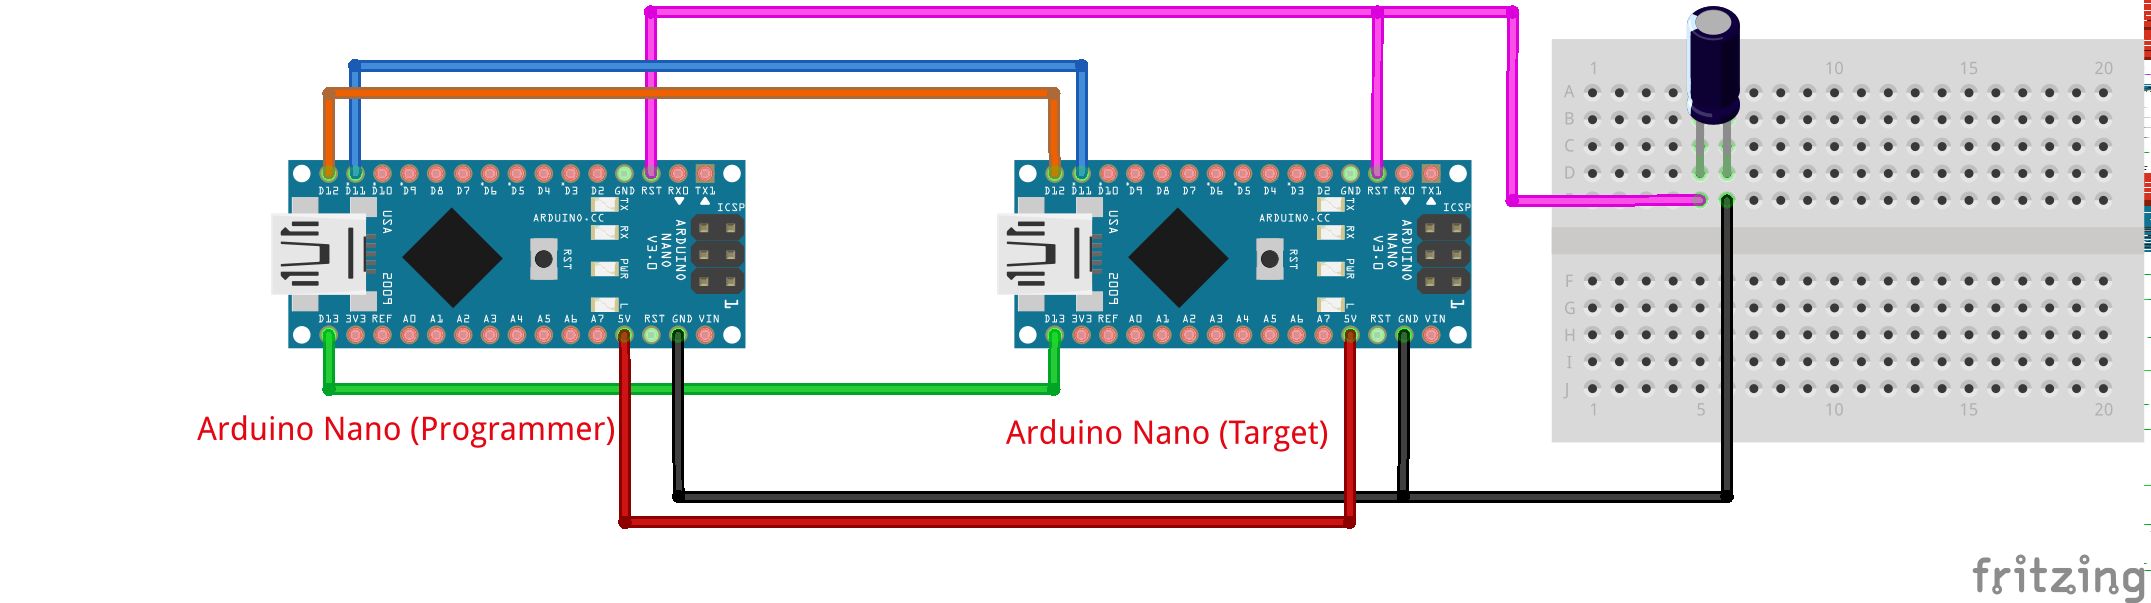 1 10 15 20
A
B
C
D
D12 D11 D10 D9 D8 D7 D6 D5 D4 D3 D2 GND RST RX0 TX1
D12 D11 D10 D9 D8 D7 D6 D5 D4 D3 D2 GND RST RX0 TX1
USA
2009
ARDUINO.CC
RST
TX
RX
PWR
L
ARDUINO
NANO
V3.0
ICSP
1
USA
2009
ARDUINO.CC
RST
TX
RX
PWR
L
ARDUINO
NANO
V3.0
ICSP
1
D13 3V3 REF A0 A1 A2 A3 A4 A5 A6 A7 5V RST GND VIN
D13 3V3 REF A0 A1 A2 A3 A4 A5 A6 A7 5V RST GND VIN
F
G
H
I
J
1 5 10 15 20
Arduino Nano (Programmer)
Arduino Nano (Target)
fritzing